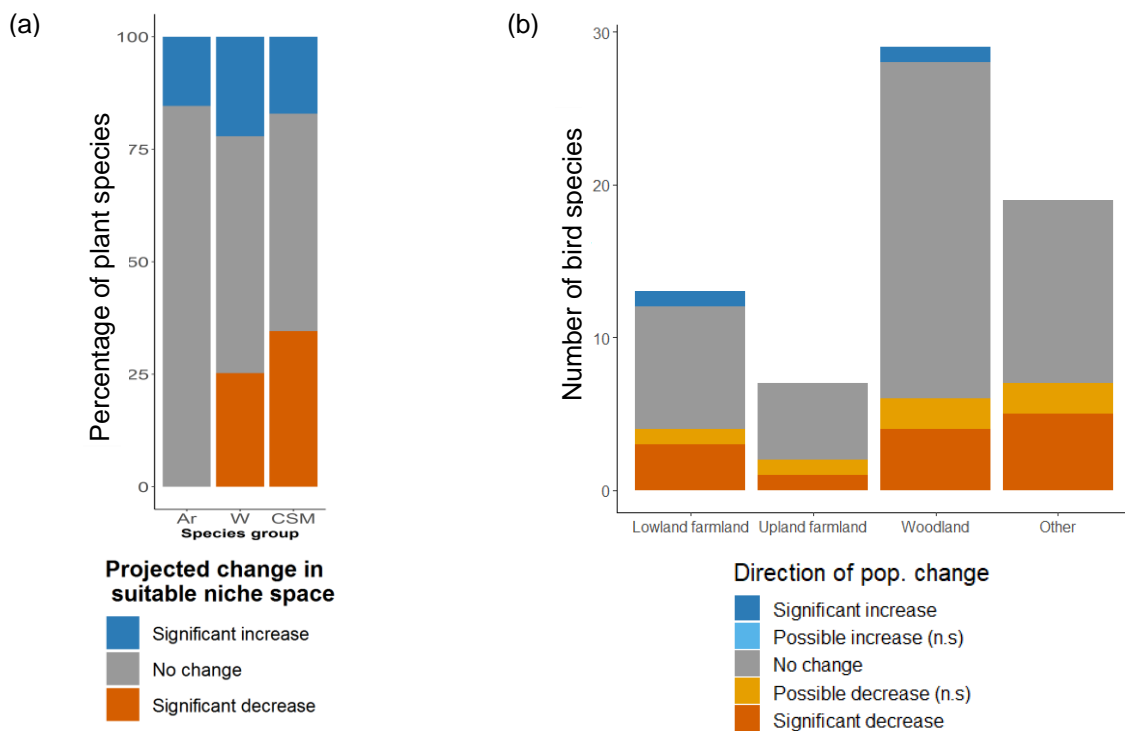 (a)
Percentage of plant species
100
75
50
25
0
Ar W CSM
Species group
Projected change in
suitable niche space
Significant increase
No change
Significant decrease
(b)
Number of bird species
30
20
10
0
Lowland farmland Upland farmland Woodland Other
Direction of pop. change
Significant increase
Possible increase (n.s)
No change
Possible decrease (n.s)
Significant decrease